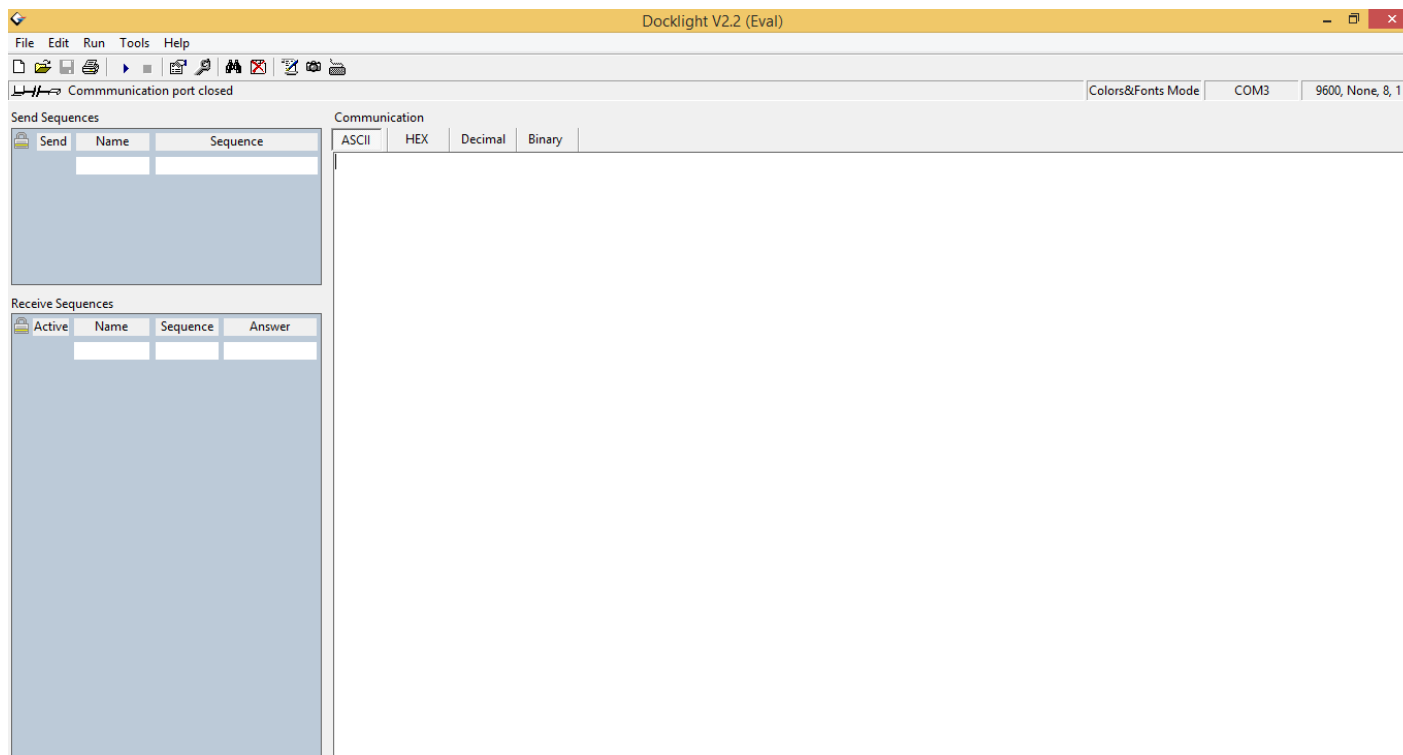 Docklight V2.2 (Eval)
File Edit Run Tools Help
Commmunication port closed Colors&Fonts Mode COM3 9600, None, 8, 1
Send Sequences
Send Name Sequence
Receive Sequences
Active Name Sequence Answer
Communication
ASCII HEX Decimal Binary